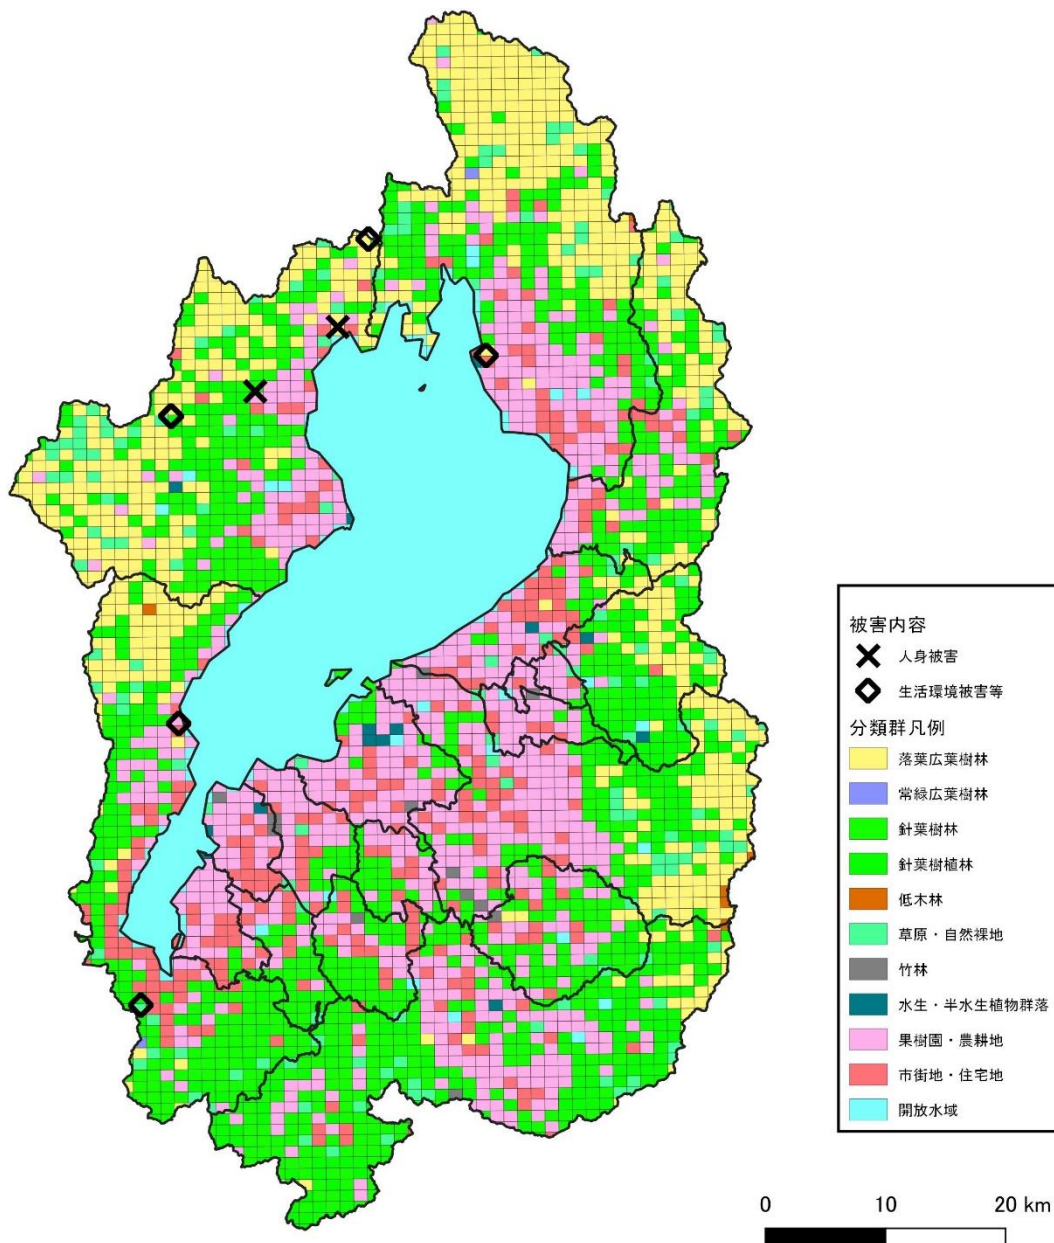 被害内容
人身被害
生活環境被害等
分類群凡例
落葉広葉樹林
常緑広葉樹林
針葉樹林
針葉樹植林
低木林
草原・自然裸地
竹林
水生・半水生植物群落
果樹園・農耕地
市街地・住宅地
開放水域
0 10 20 km